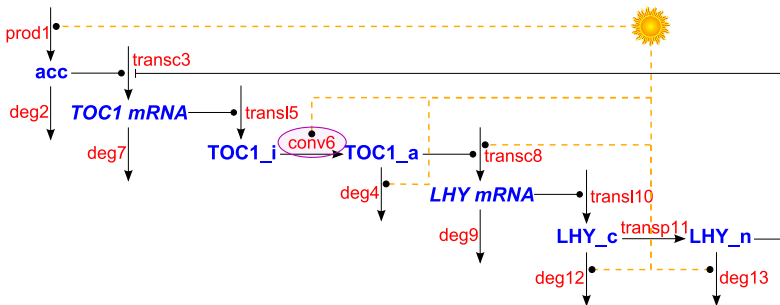 prod1
transc3
acc
deg2
TOC1 mRNA
transl5
deg7
conv6
TOC1_i
TOC1_a
transc8
deg4
LHY mRNA
transl10
deg9
transp11
LHY_c
LHY_n
deg12
deg13